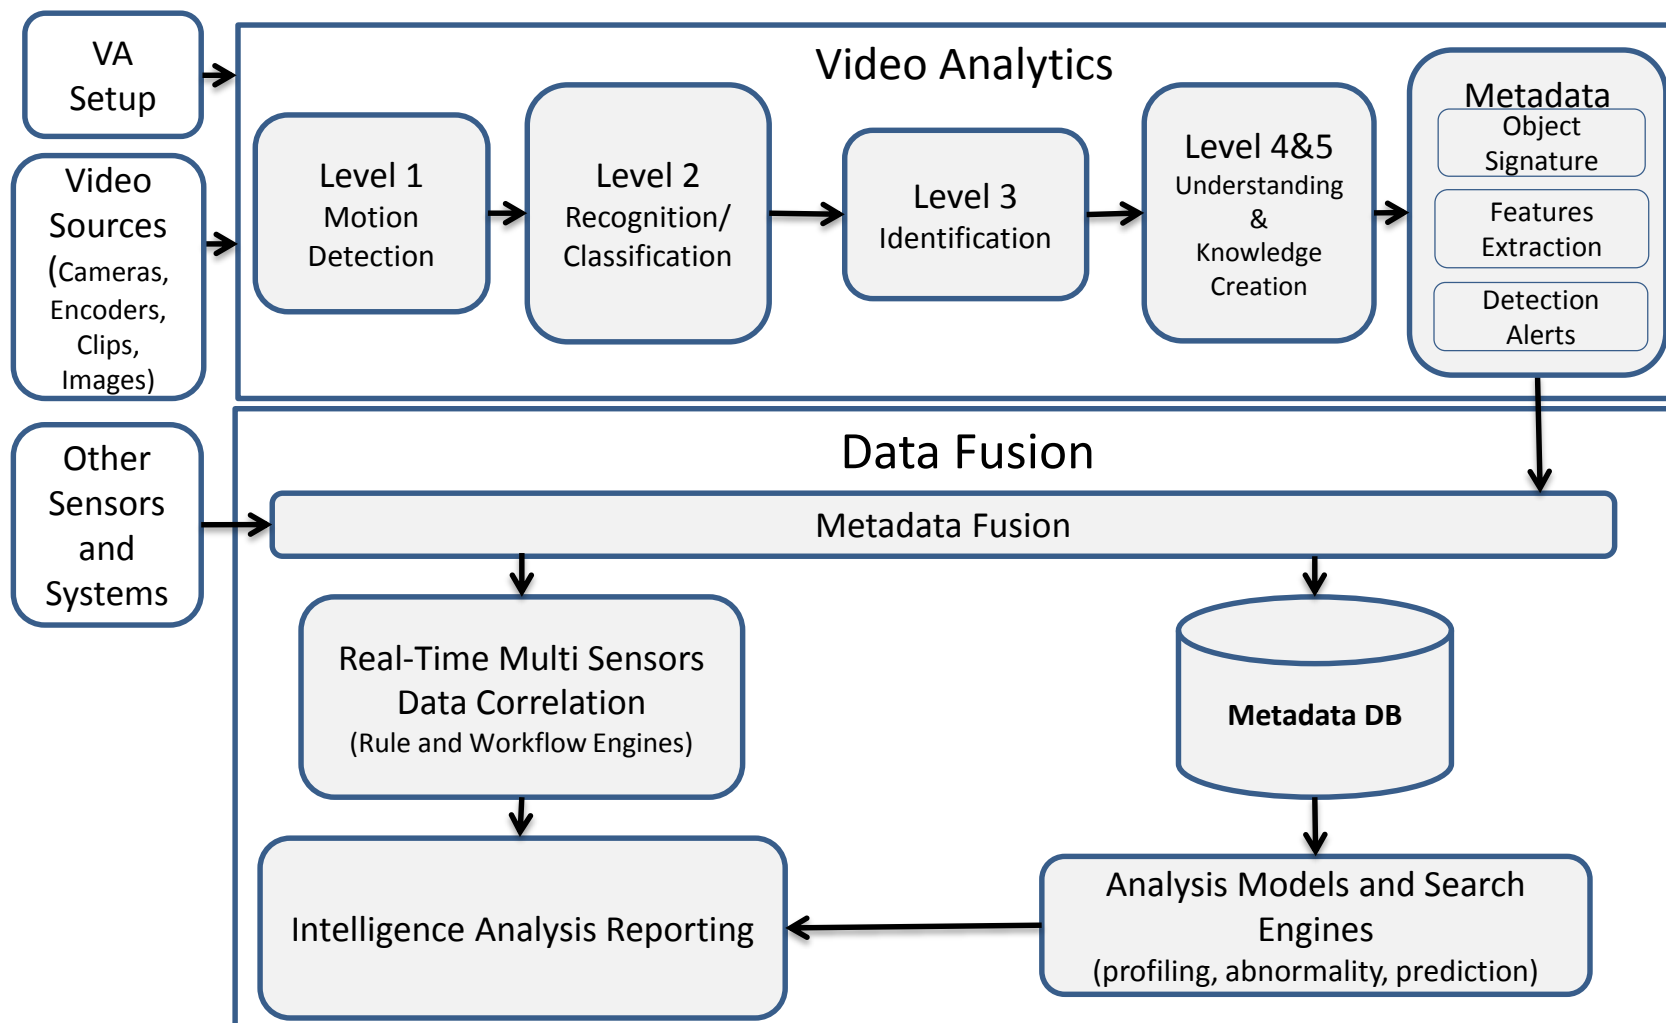 VA
Setup
Video Analytics
Level 1
Motion
Detection
Level 2
Recognition/
Classification
Level 3
Identification
Level 4&5
Understanding
&
Knowledge
Creation
Metadata
Object
Signature
Features
Extraction
Detection
Alerts
Video
Sources
(Cameras,
Encoders,
Clips,
Images)
Other
Sensors
and
Systems
Data Fusion
Metadata Fusion
Real-Time Multi Sensors
Data Correlation
(Rule and Workflow Engines)
Metadata DB
Intelligence Analysis Reporting
Analysis Models and Search
Engines
(profiling, abnormality, prediction)